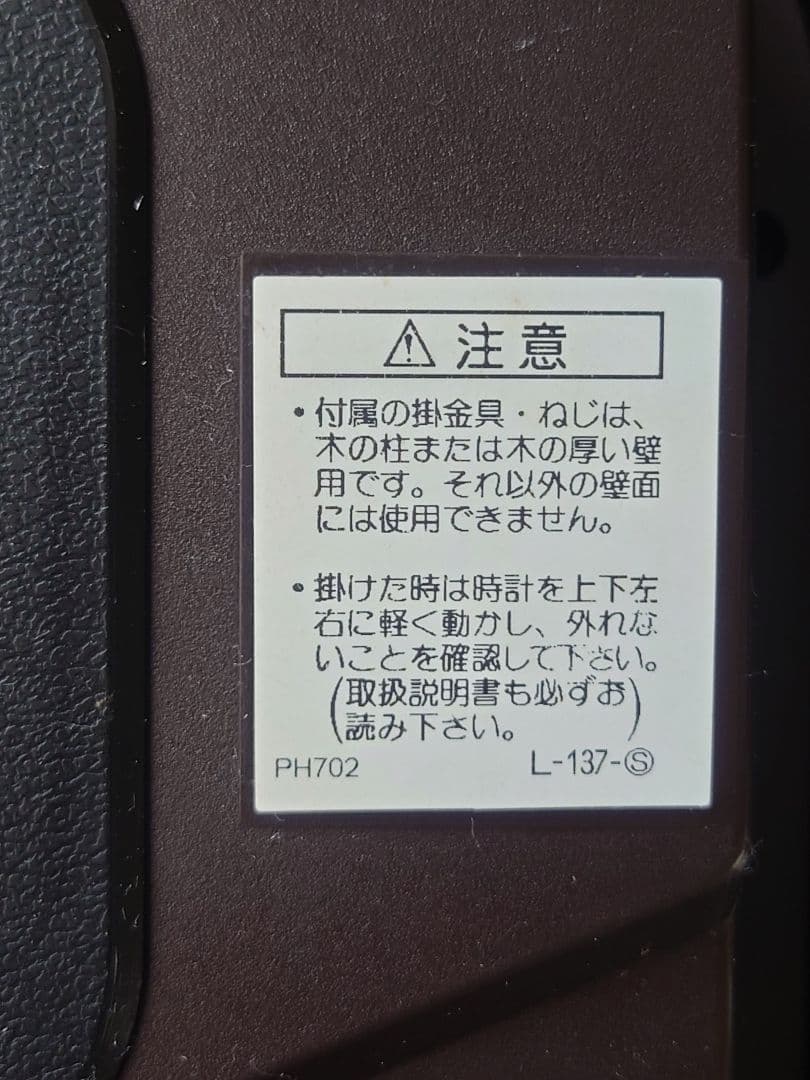 ⚠注意
・付属の掛金具・ねじは、
木の柱または木の厚い壁
用です。それ以外の壁面
には使用できません。
・掛けた時は時計を上下左
右に軽く動かし、外れな
いことを確認して下さい。
(取扱説明書も必ずお
読み下さい。)
PH702 L-137-Ⓢ